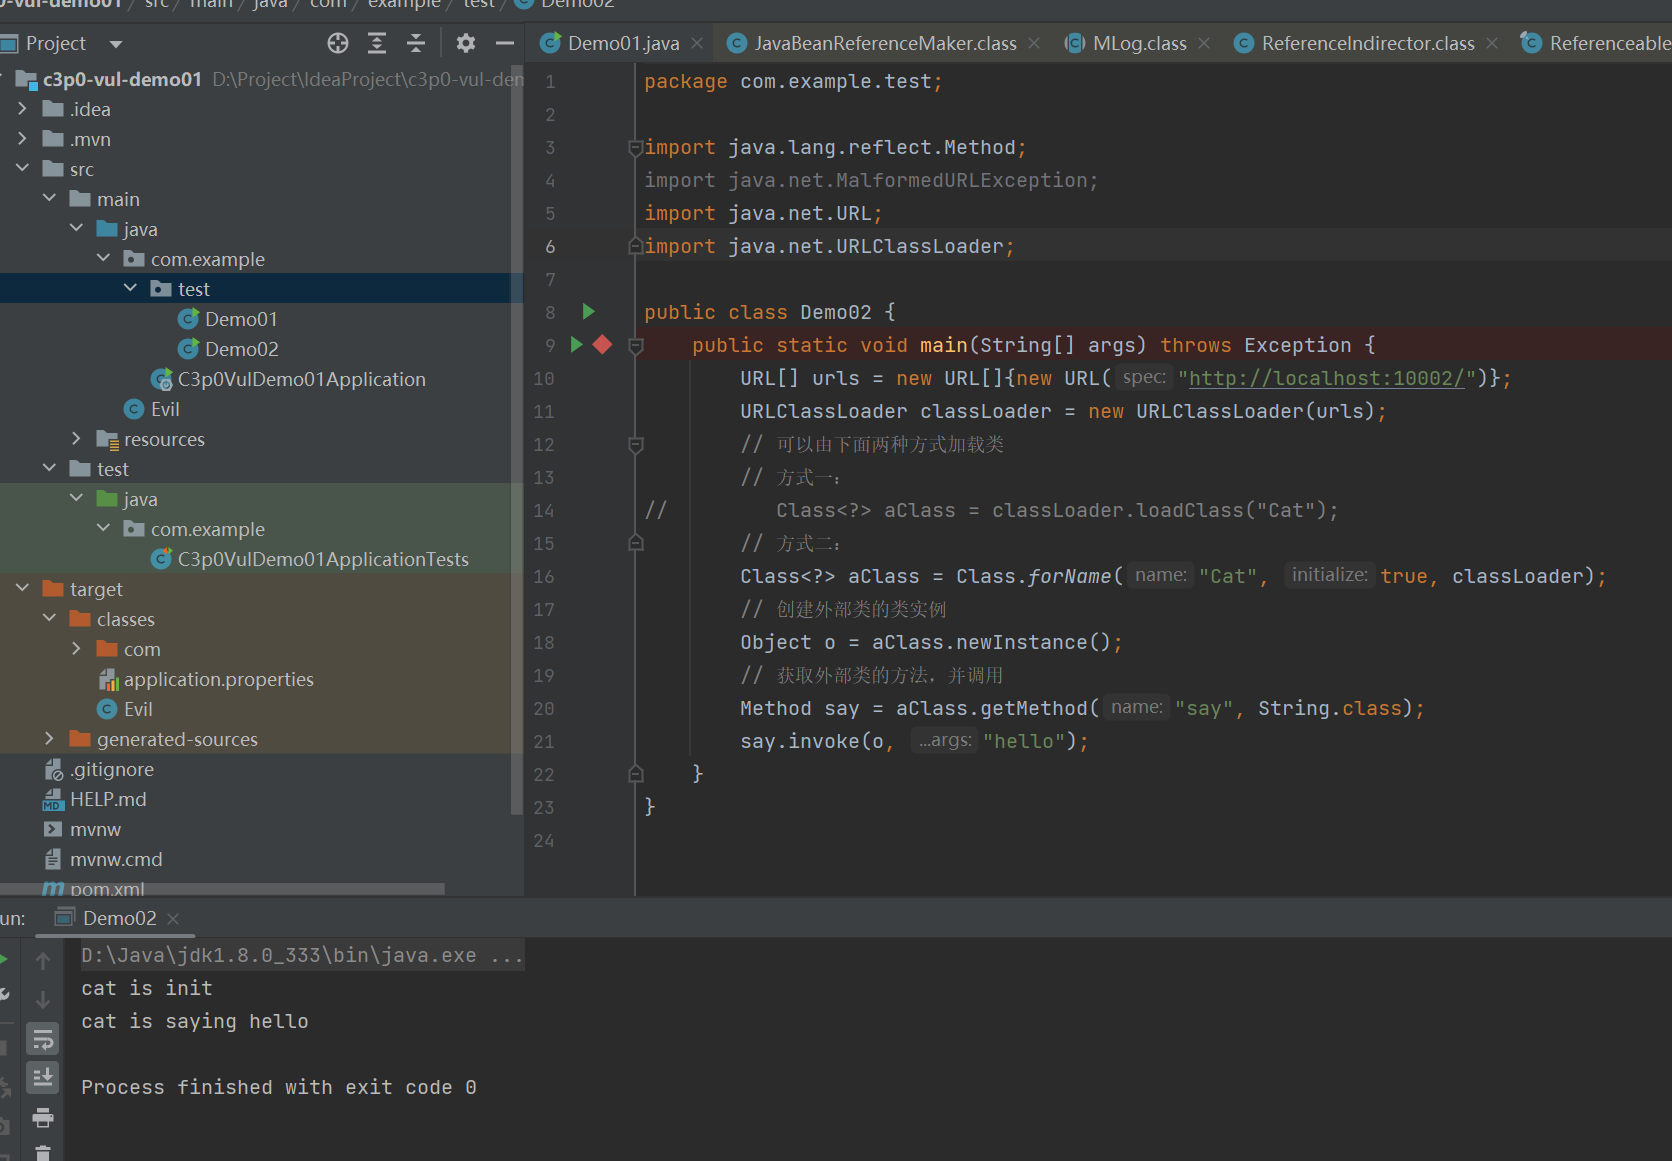 p0-vul-demo01 / src / main / java / com / example / test / Demo02
Project
Demo01.java
JavaBeanReferenceMaker.class
MLog.class
ReferenceIndirector.class
Referenceable
c3p0-vul-demo01 D:\Project\IdeaProject\c3p0-vul-den
.idea
.mvn
src
main
java
com.example
test
Demo01
Demo02
C3p0VulDemo01Application
Evil
resources
test
java
com.example
C3p0VulDemo01ApplicationTests
target
classes
com
application.properties
Evil
generated-sources
.gitignore
HELP.md
mvnw
mvnw.cmd
pom.xml
1 package com.example.test;
2
3 import java.lang.reflect.Method;
4 import java.net.MalformedURLException;
5 import java.net.URL;
6 import java.net.URLClassLoader;
7
8 public class Demo02 {
9 public static void main(String[] args) throws Exception {
10 URL[] urls = new URL[]{new URL( spec: "http://localhost:10002/")};
11 URLClassLoader classLoader = new URLClassLoader(urls);
12 // 可以由下面两种方式加载类
13 // 方式一:
14 // Class<?> aClass = classLoader.loadClass("Cat");
15 // 方式二:
16 Class<?> aClass = Class.forName( name: "Cat", initialize: true, classLoader);
17 // 创建外部类的类实例
18 Object o = aClass.newInstance();
19 // 获取外部类的方法，并调用
20 Method say = aClass.getMethod( name: "say", String.class);
21 say.invoke(o, ...args: "hello");
22 }
23 }
24
un: Demo02
D:\Java\jdk1.8.0_333\bin\java.exe ...
cat is init
cat is saying hello
Process finished with exit code 0